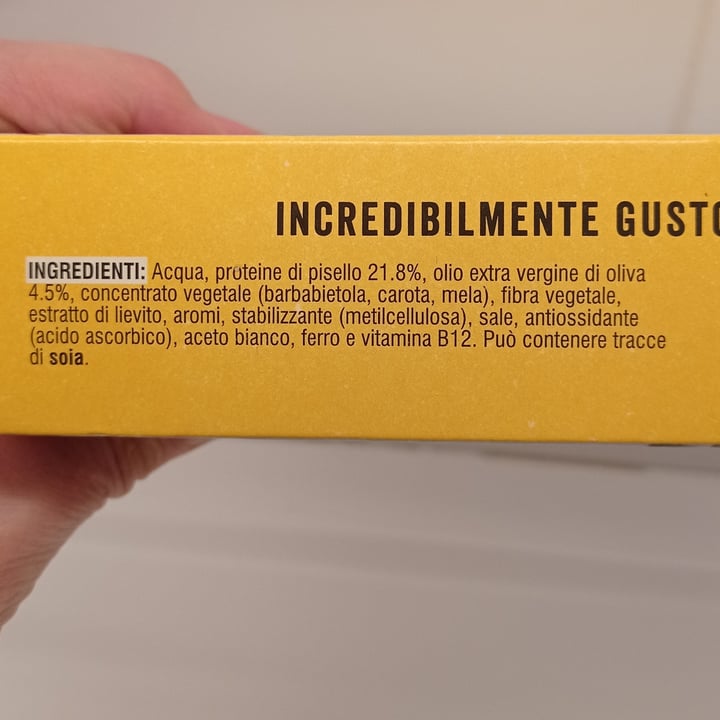 INCREDIBILMENTE
INGREDIENTI: Acqua, proteine di pisello 21.8%, olio extra vergine di oliva
4.5%, concentrato vegetale (barbabietola, carota, mela), fibra vegetale,
estratto di lievito, aromi, stabilizzante (metilcellulosa), sale, antiossidante
(acido ascorbico), aceto bianco, ferro e vitamina B12. Può contenere tracce
di soia.